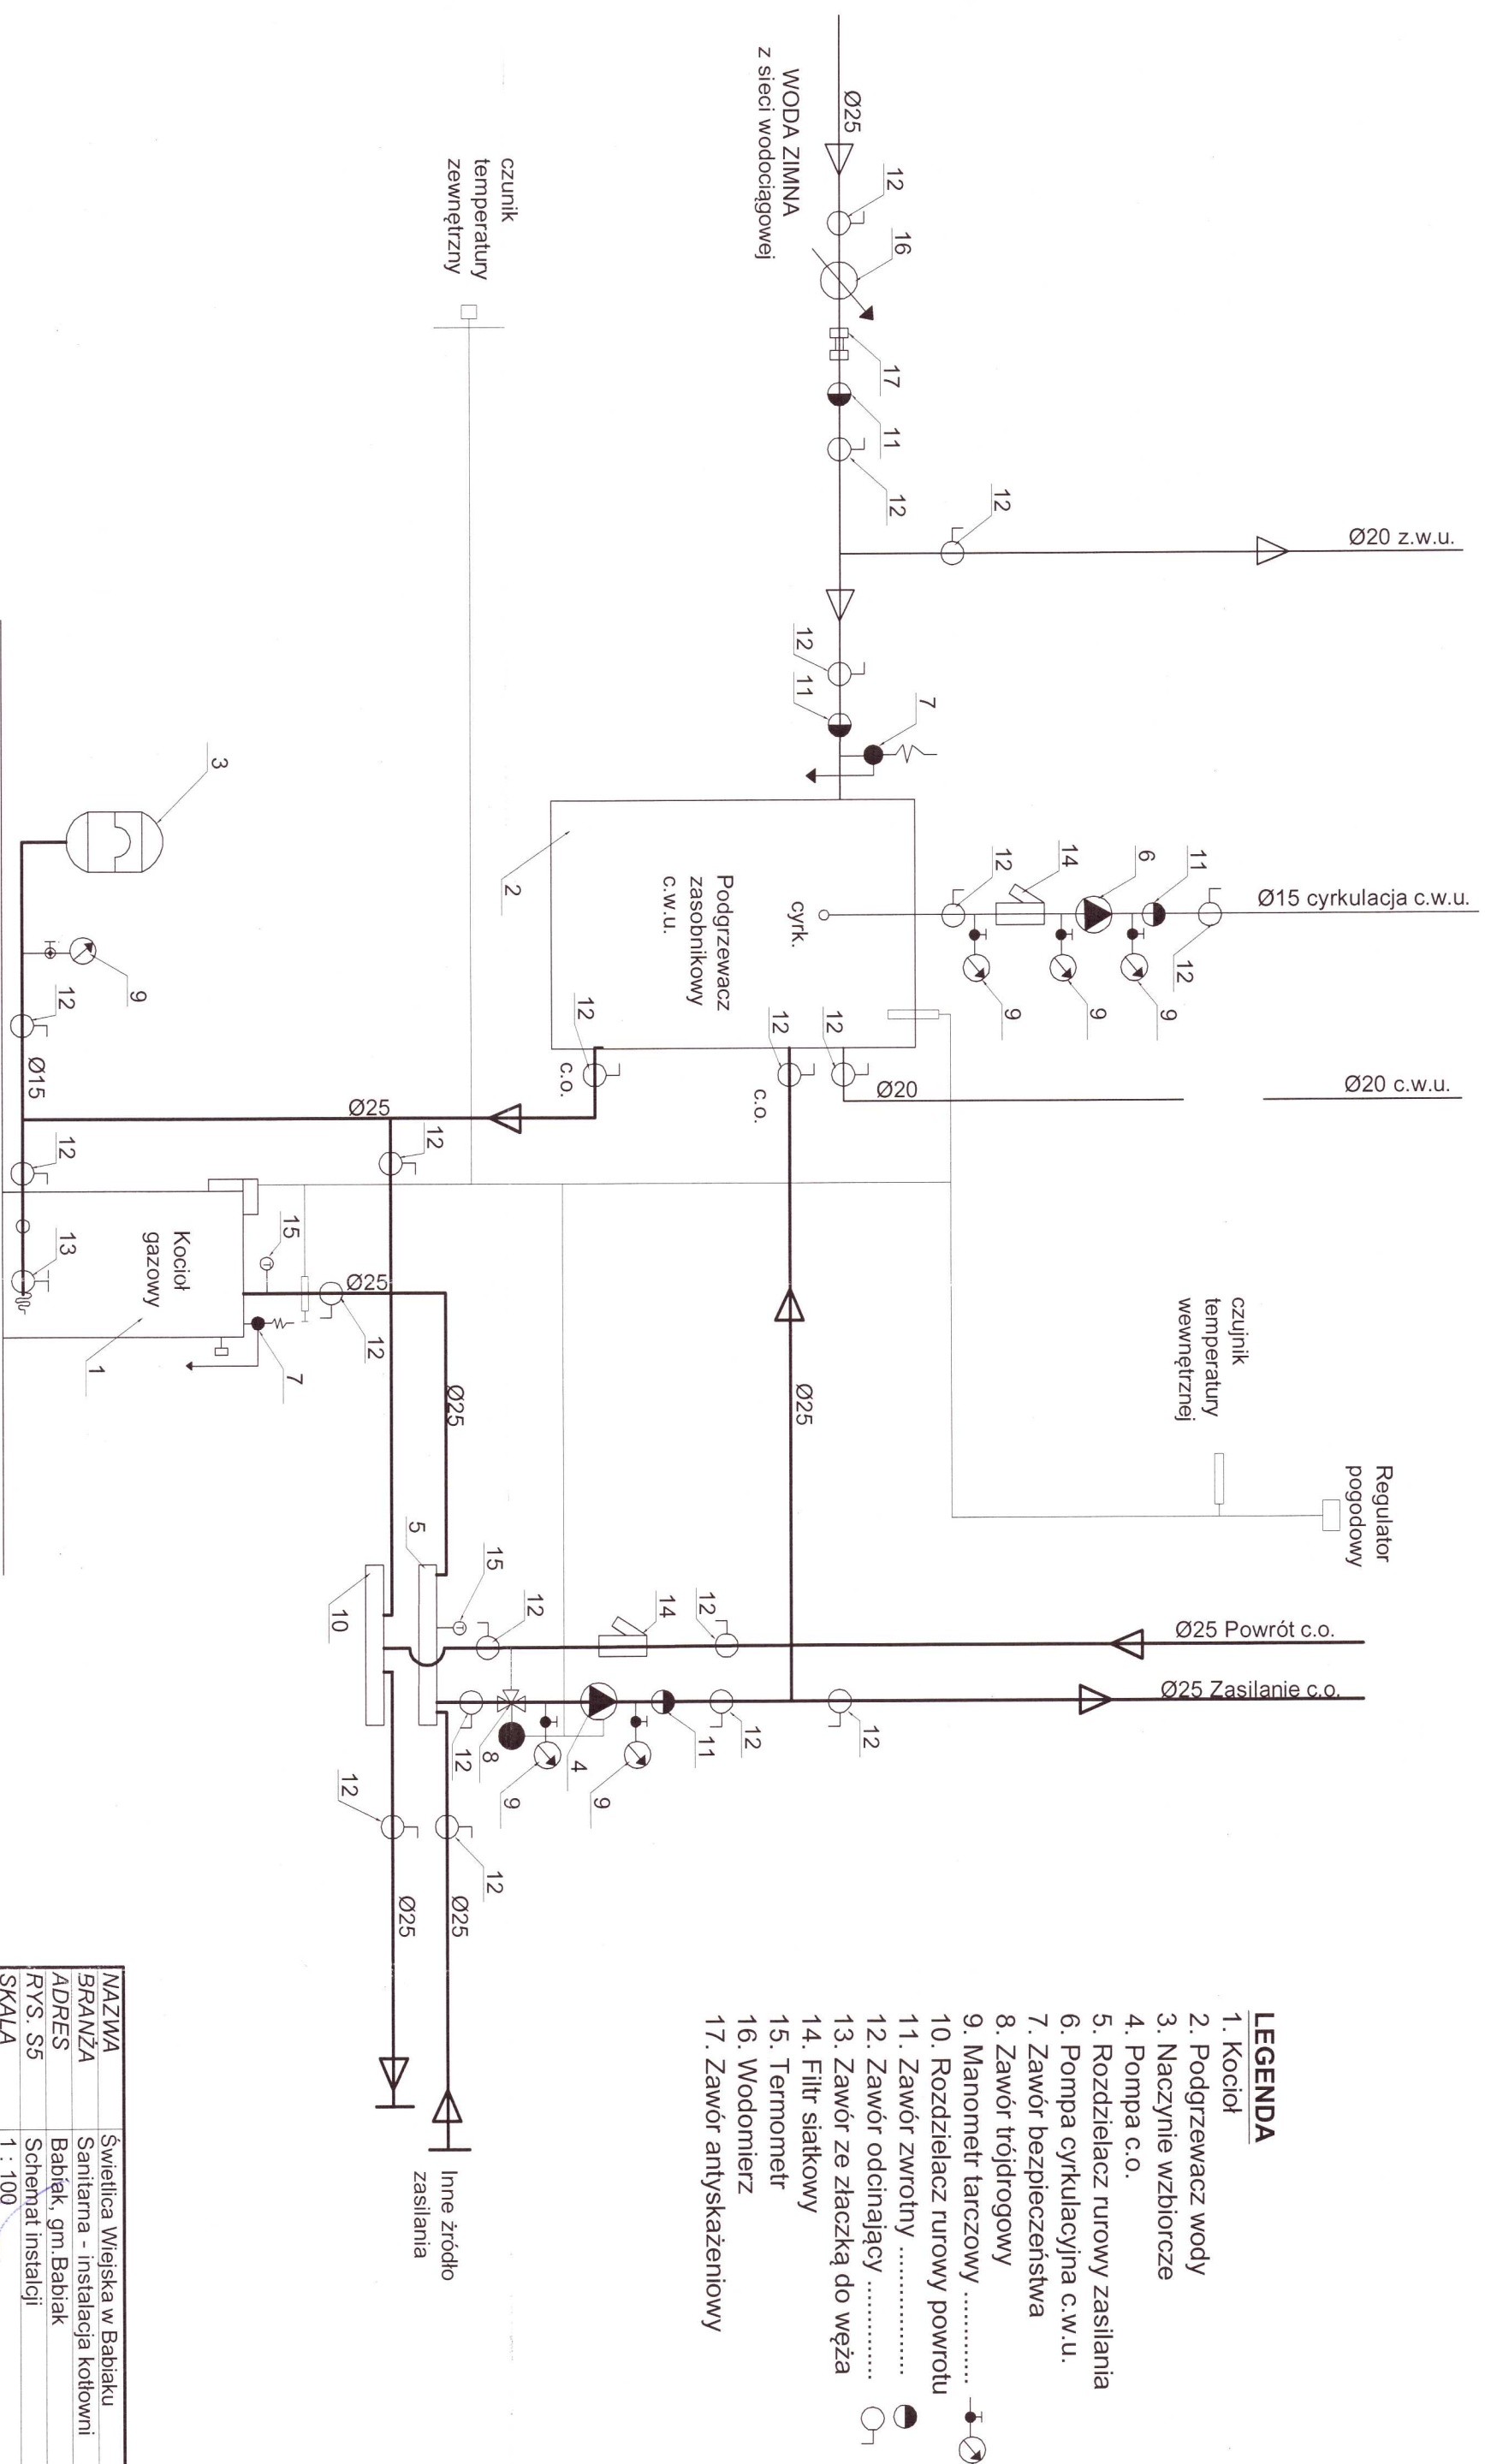 LEGENDA
1. Kocioł
2. Podgrzewacz wody
3. Naczynie wzbiorcze
4. Pompa c.o.
5. Rozdzielacz rurowy zasilania
6. Pompa cyrkulacyjna c.w.u.
7. Zawór bezpieczeństwa
8. Zawór trójdrogowy
9. Manometr tarczowy ............
10. Rozdzielacz rurowy powrotu
11. Zawór zwrotny ................
12. Zawór odcinający .............
13. Zawór ze złaczką do węża
14. Filtr siatkowy
15. Termometr
16. Wodomierz
17. Zawór antyskażeniowy
Ø20 z.w.u.
Ø15 cyrkulacja c.w.u.
Ø20 c.w.u.
Regulator
pogodowy
Ø25 Powrót c.o.
Ø25 Zasilanie c.o.
czujnik
temperatury
wewnętrznej
12
11
12
6
9
14
9
12
9
12
Ø25
12
16
17
11
12
WODA ZIMNA
z sieci wodociągowej
12
11
7
cyrk.
Podgrzewacz
zasobnikowy
c.w.u.
2
12
Ø20
12
c.o.
12
c.o.
Ø25
12
14
12
12
12
11
9
4
9
8
12
15
5
10
czunik
temperatury
zewnętrzny
Ø25
12
Ø25
Ø25
12
15
7
Kocioł
gazowy
1
12
Ø25
12
Ø25
Inne żródło
zasilania
3
9
12
Ø15
12
13
NAZWA Świetlica Wiejska w Babiaku
BRANŻA Sanitarna - instalacja kotłowni
ADRES Babiak, gm.Babiak
RYS. S5 Schemat instalcji
SKALA 1 : 100